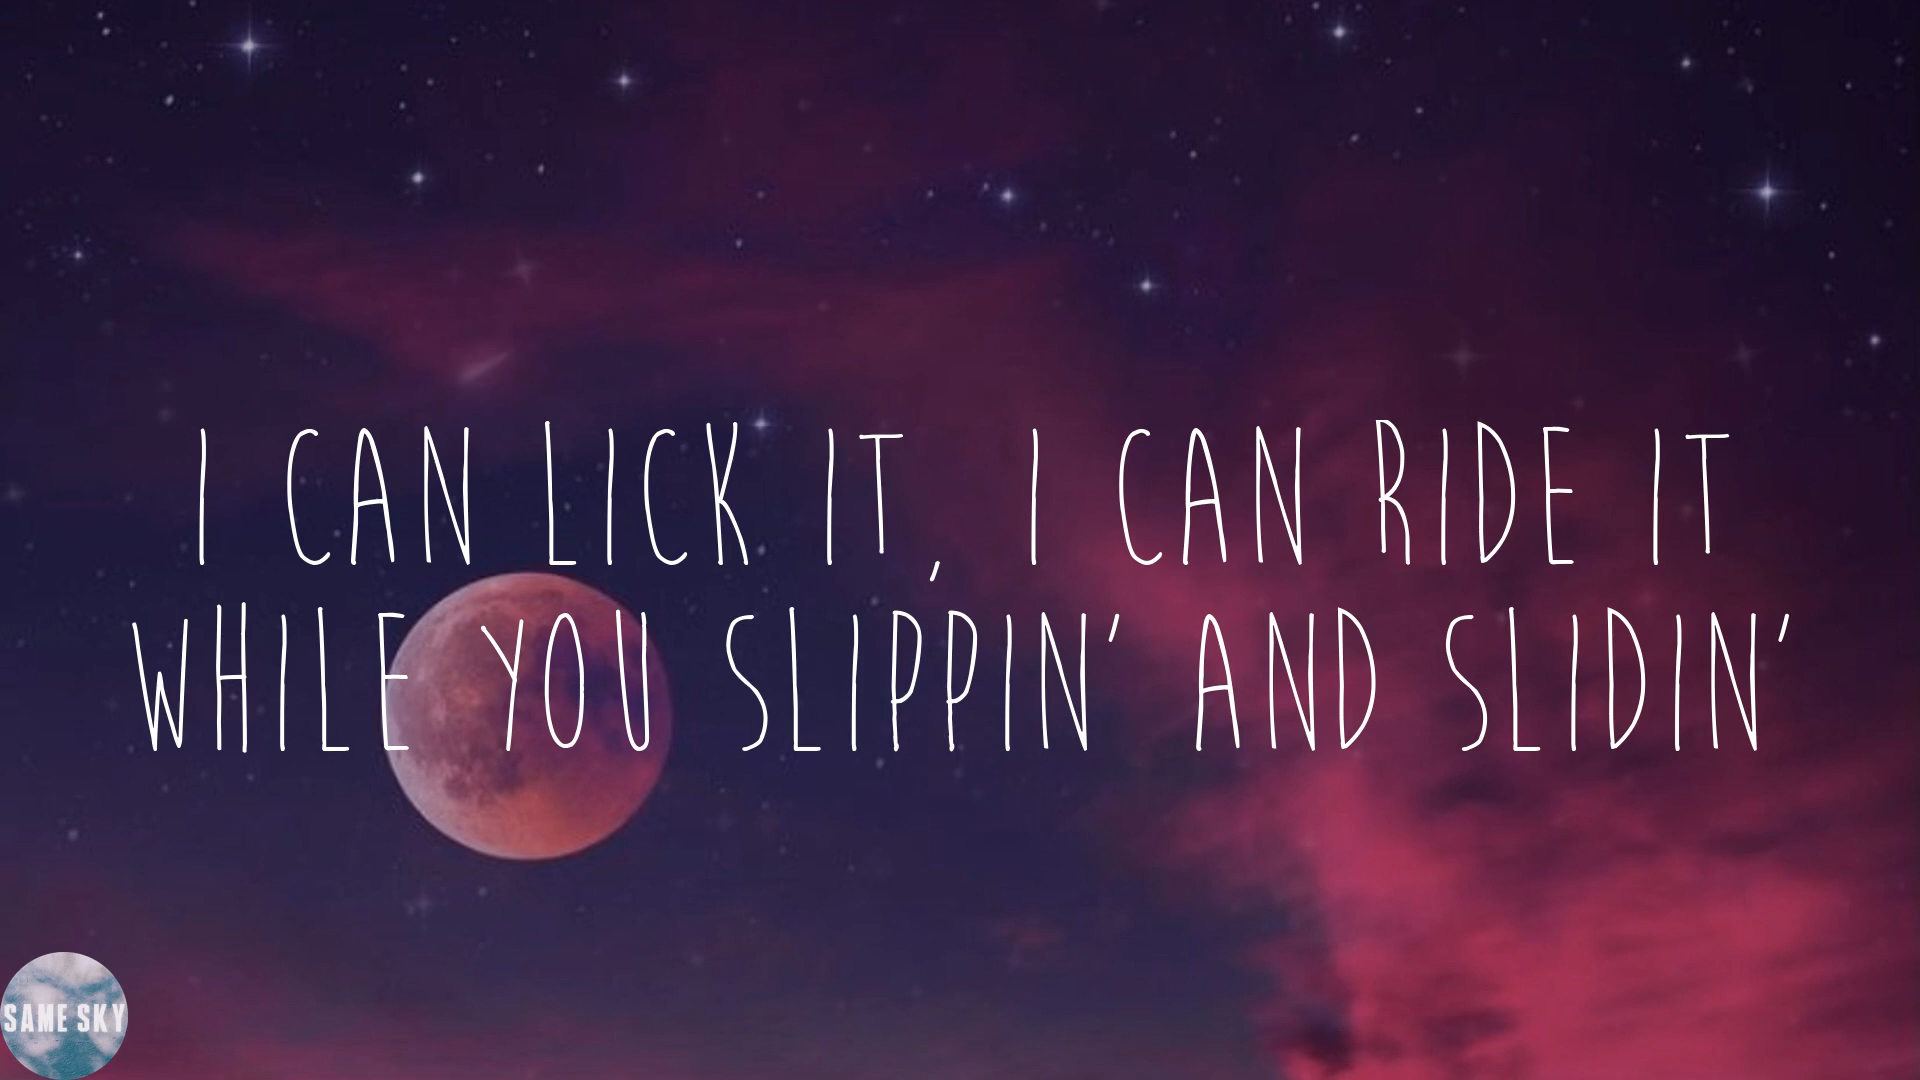 I CAN LICK IT, I CAN RIDE IT
WHILE YOU SLIPPIN' AND SLIDIN'
SAME SKY